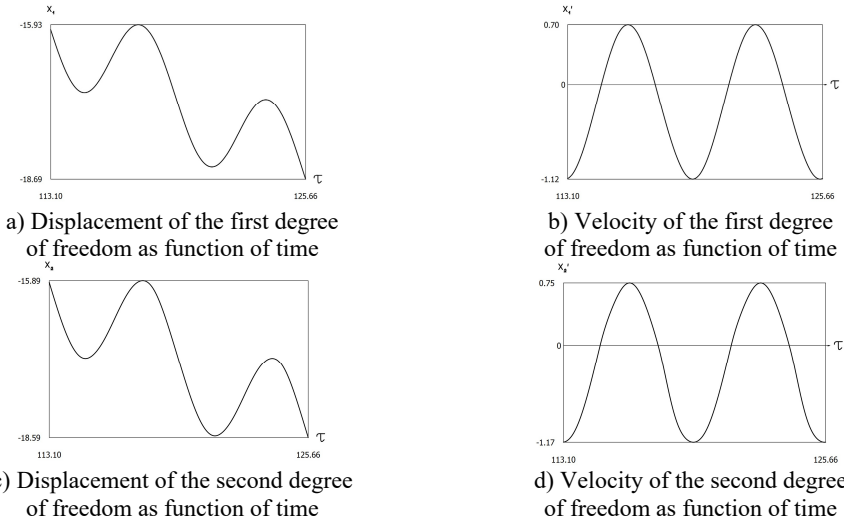 x₁
-15.93
-18.69
τ
113.10
125.66
a) Displacement of the first degree
of freedom as function of time
x₁'
0.70
0
τ
-1.12
113.10
125.66
b) Velocity of the first degree
of freedom as function of time
x₂
-15.89
-18.59
τ
113.10
125.66
) Displacement of the second degree
of freedom as function of time
x₂'
0.75
0
τ
-1.17
113.10
125.66
d) Velocity of the second degree
of freedom as function of time